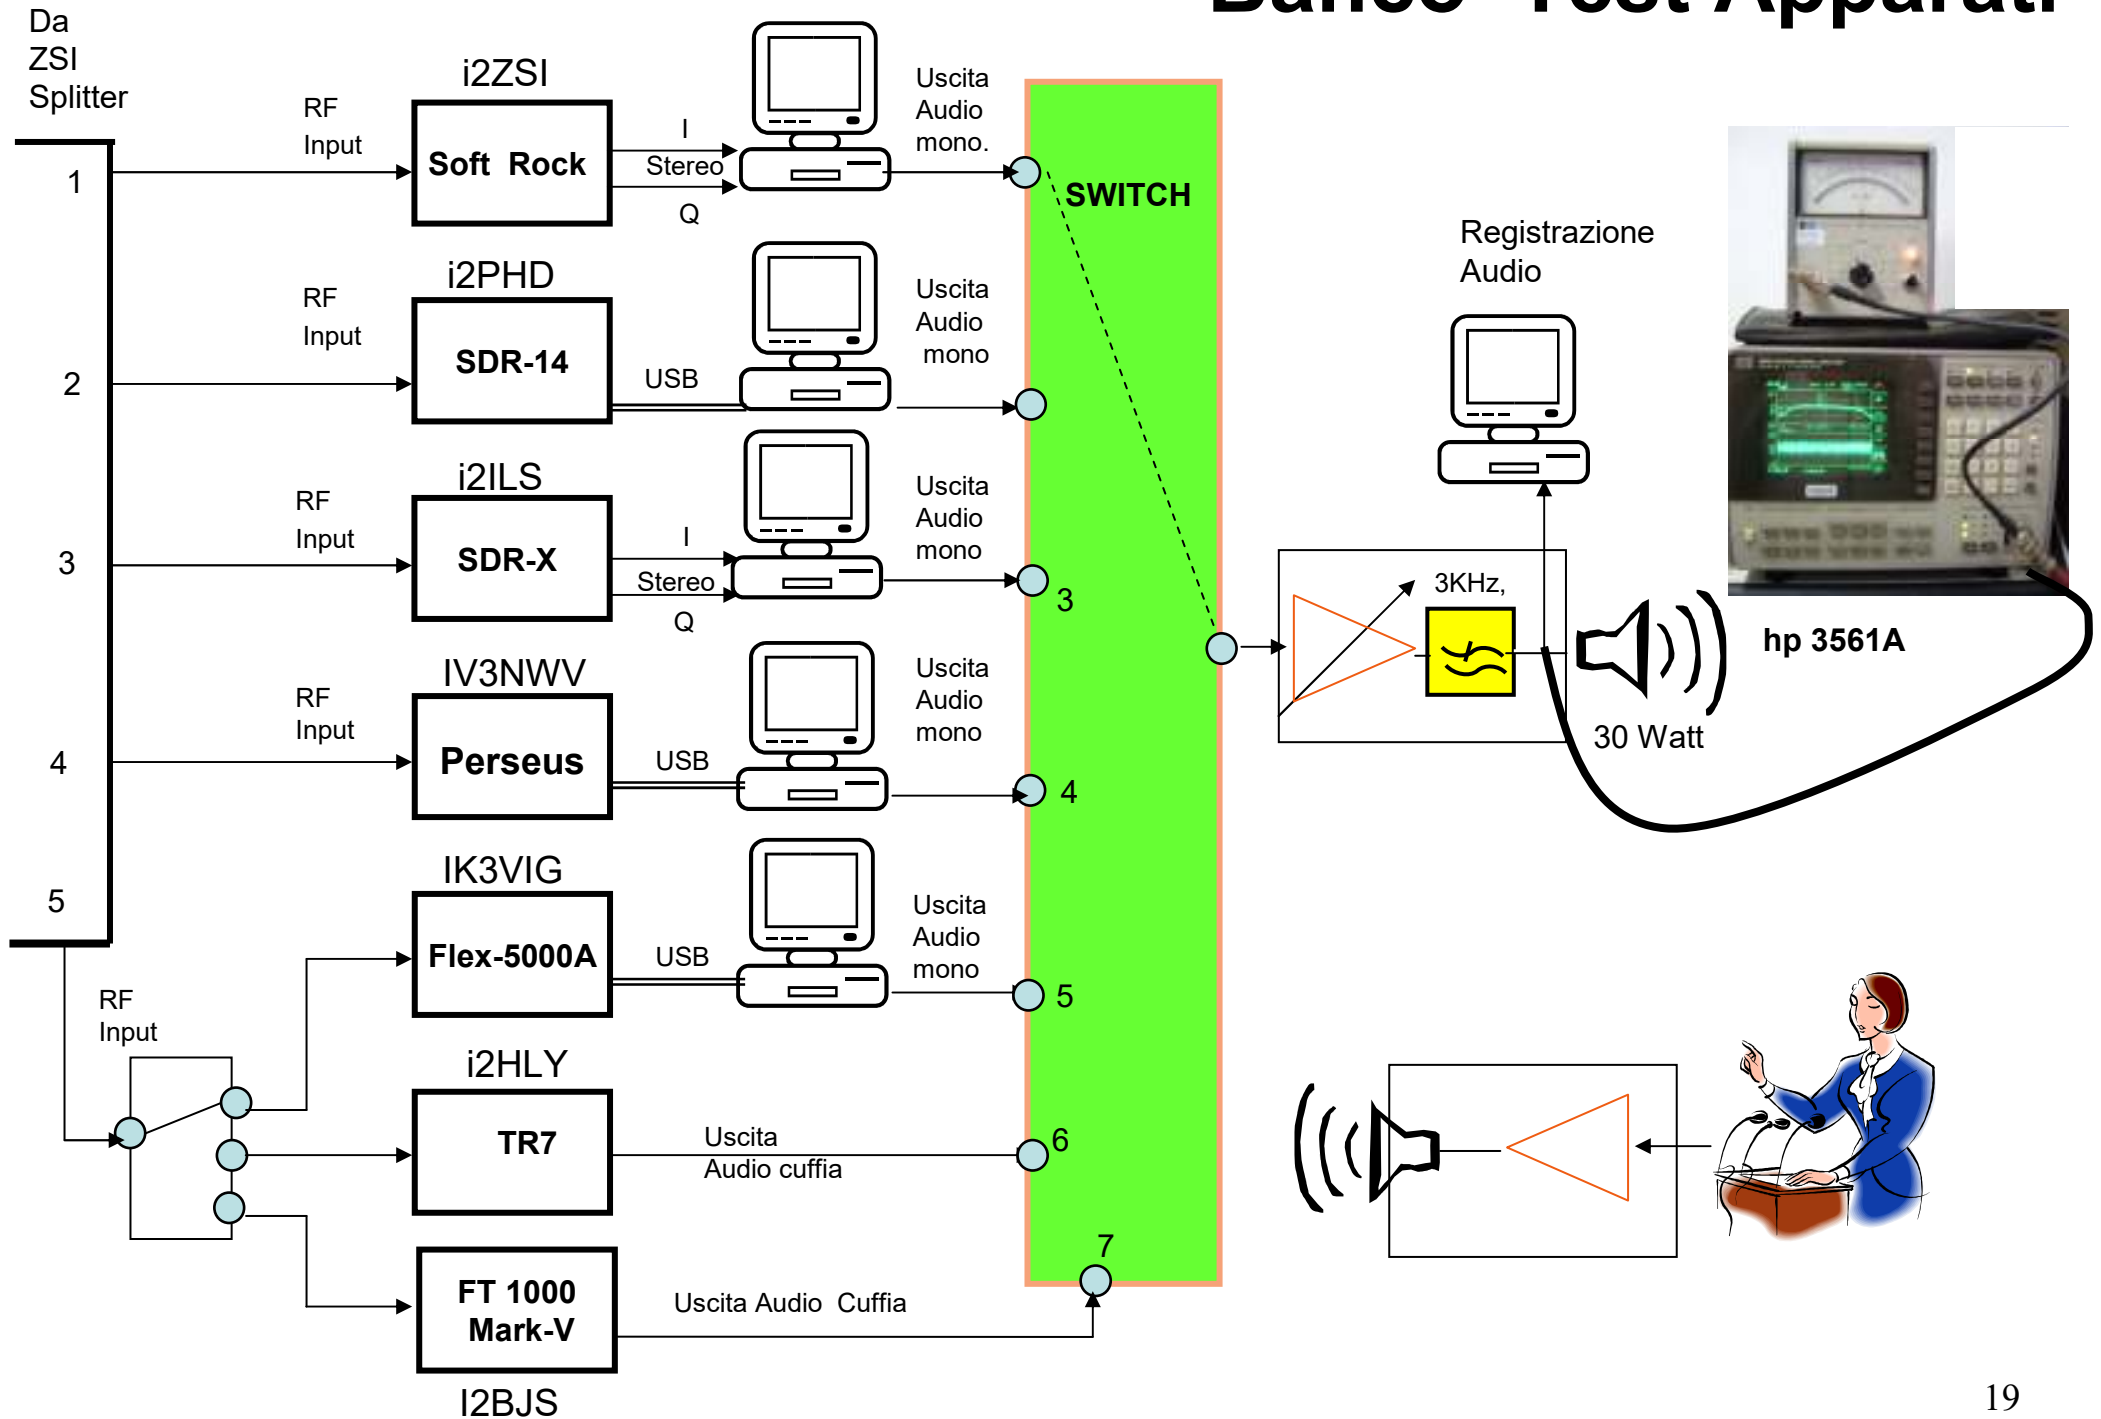 Banco Test Apparati
Da
ZSI
Splitter
1
2
3
4
5
RF
Input
i2ZSI
Soft Rock
I
Stereo
Q
Uscita
Audio
mono.
SWITCH
RF
Input
i2PHD
SDR-14
USB
Uscita
Audio
mono
RF
Input
i2ILS
SDR-X
I
Stereo
Q
Uscita
Audio
mono
3
RF
Input
IV3NWV
Perseus
USB
Uscita
Audio
mono
4
IK3VIG
Flex-5000A
USB
Uscita
Audio
mono
5
RF
Input
i2HLY
TR7
Uscita
Audio cuffia
6
FT 1000
Mark-V
I2BJS
Uscita Audio Cuffia
7
Registrazione
Audio
3KHz,
30 Watt
hp 3561A
19